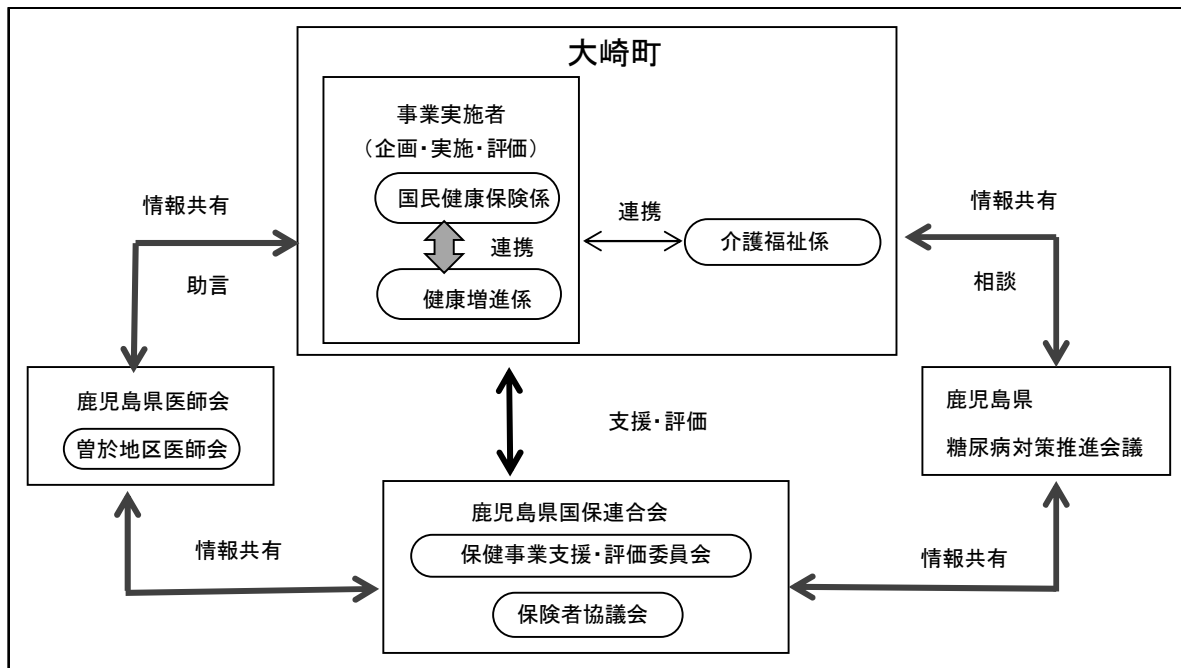 大崎町
事業実施者
（企画・実施・評価）
国民健康保険係
連携
健康増進係
連携
介護福祉係
情報共有
助言
情報共有
相談
鹿児島県医師会
曽於地区医師会
支援・評価
鹿児島県
糖尿病対策推進会議
鹿児島県国保連合会
保健事業支援・評価委員会
保険者協議会
情報共有
情報共有